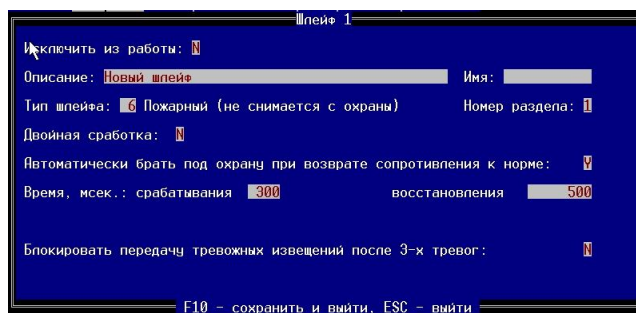 Шлейф 1
Исключить из работы: N
Описание: Новый шлейф Имя:
Тип шлейфа: 6 Пожарный (не снимается с охраны) Номер раздела: 1
Двойная сработка: N
Автоматически брать под охрану при возврате сопротивления к норме: Y
Время, мсек.: срабатывания 300 восстановления 500
Блокировать передачу тревожных извещений после 3-х тревог: N
F10 - сохранить и выйти, ESC - выйти